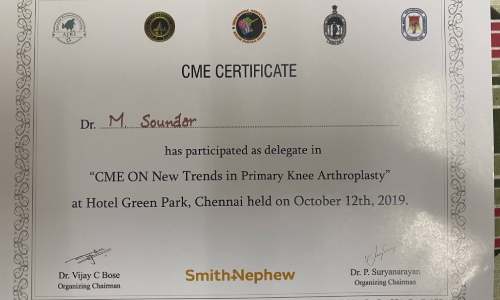 CME CERTIFICATE
Dr. M. Soundar
has participated as delegate in
“CME ON New Trends in Primary Knee Arthroplasty”
at Hotel Green Park, Chennai held on October 12th, 2019.
Dr. Vijay C Bose
Organizing Chairman
Smith+Nephew
Dr. P. Suryanarayan
Organizing Chairman